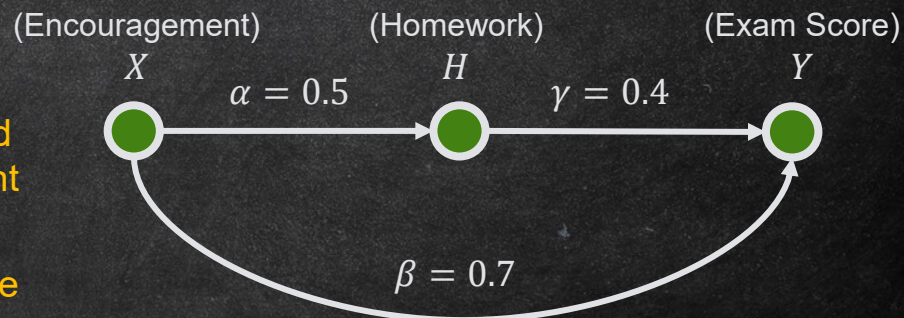 (Encouragement) (Homework) (Exam Score)
X H Y
α = 0.5 γ = 0.4
β = 0.7